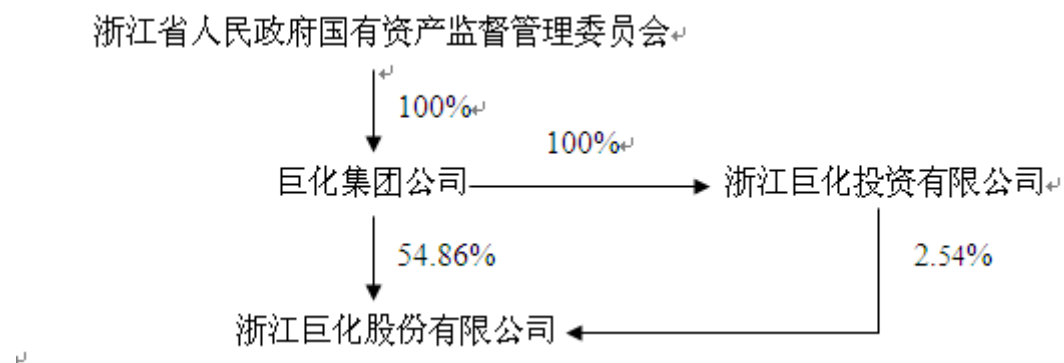 浙江省人民政府国有资产监督管理委员会
100%
100%
巨化集团公司
浙江巨化投资有限公司
54.86%
2.54%
浙江巨化股份有限公司